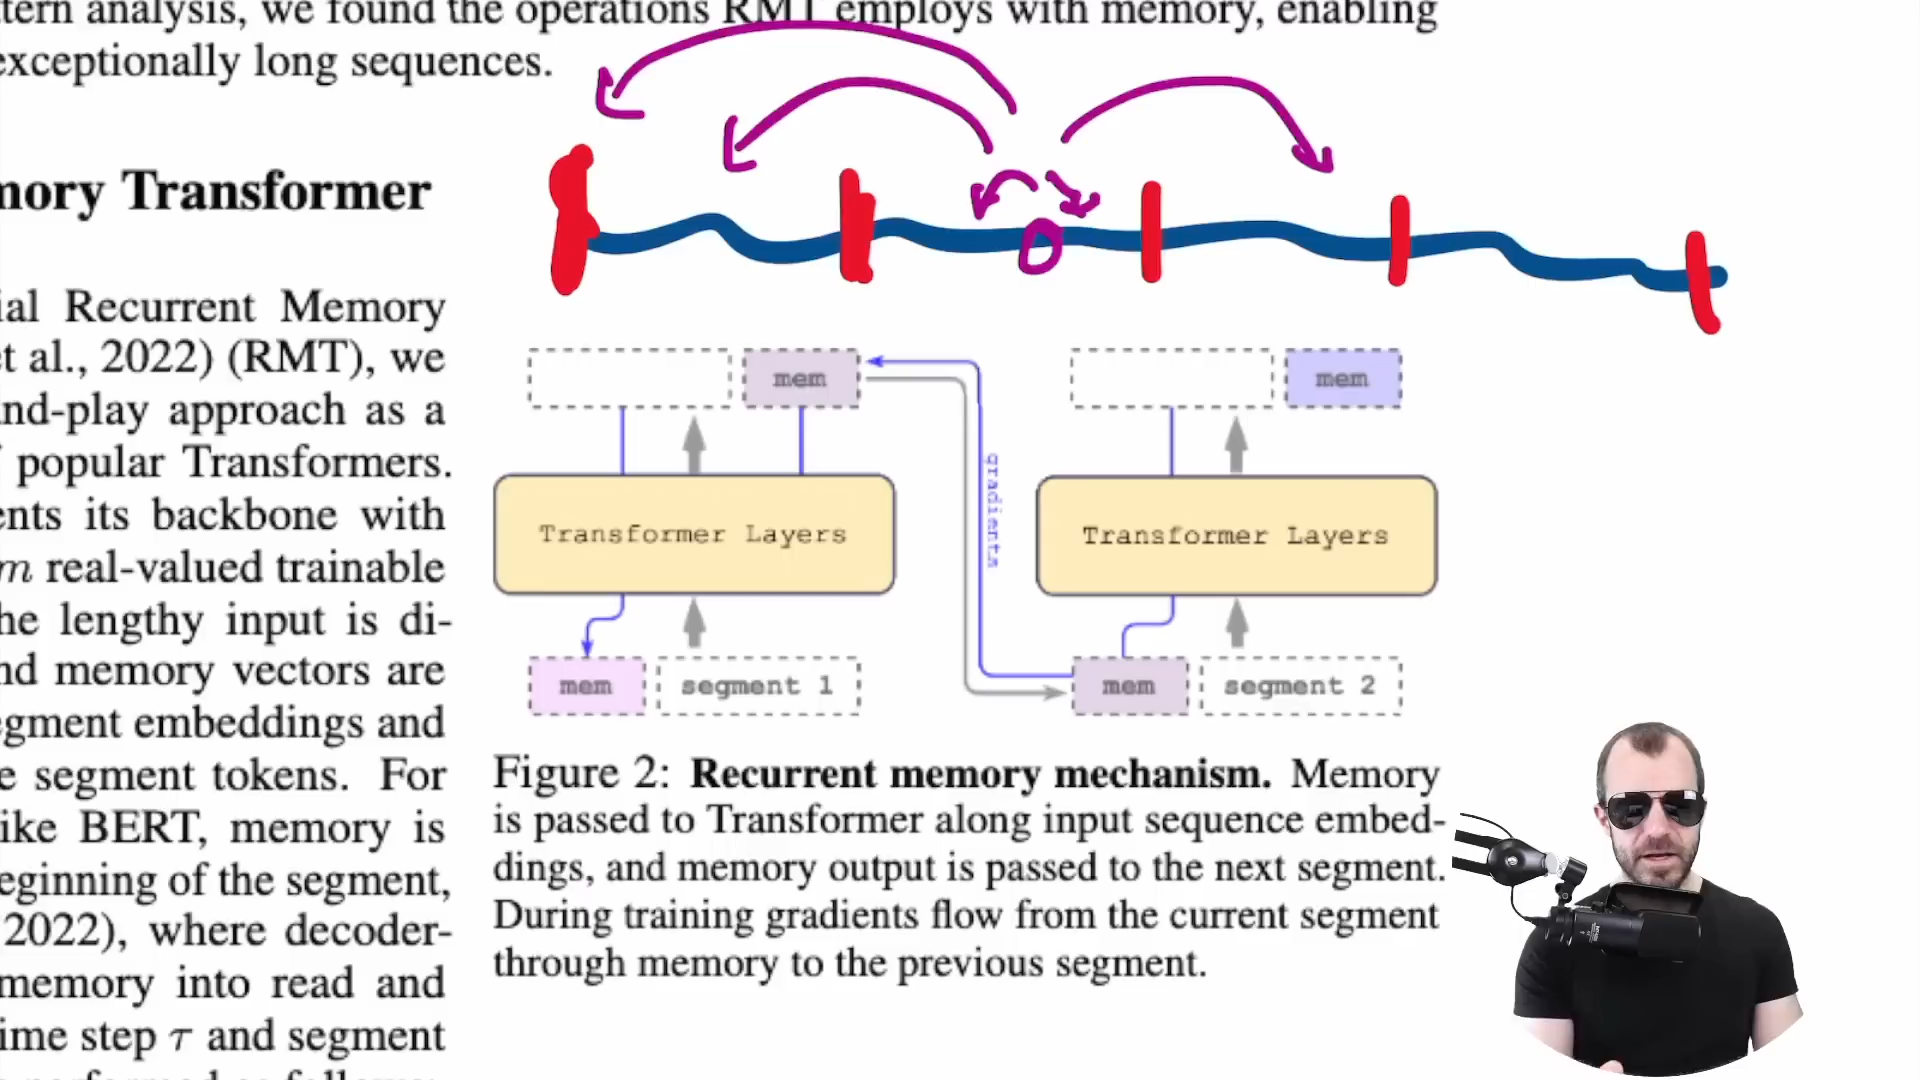 tern analysis, we found the operations RMT employs with memory, enabling
exceptionally long sequences.
mory Transformer
ial Recurrent Memory
et al., 2022) (RMT), we
nd-play approach as a
popular Transformers.
ents its backbone with
m real-valued trainable
he lengthy input is di-
nd memory vectors are
egment embeddings and
e segment tokens. For
ike BERT, memory is
eginning of the segment,
2022), where decoder-
memory into read and
ime step τ and segment
mem
mem
gradients
Transformer Layers
Transformer Layers
mem
segment 1
mem
segment 2
Figure 2: Recurrent memory mechanism. Memory
is passed to Transformer along input sequence embed-
dings, and memory output is passed to the next segment.
During training gradients flow from the current segment
through memory to the previous segment.